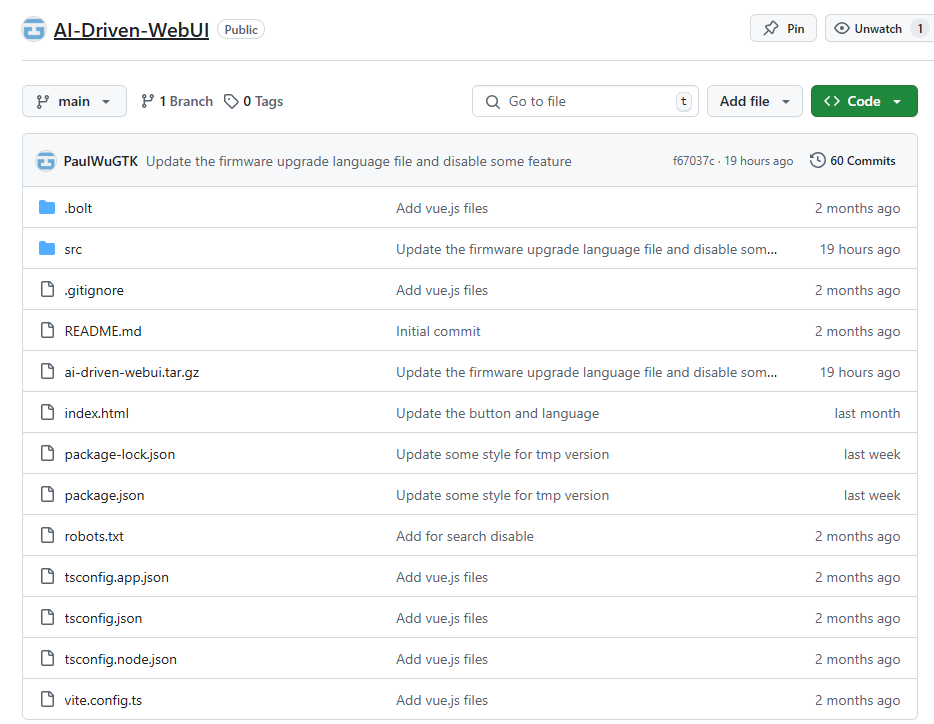 AI-Driven-WebUI Public Pin Unwatch 1
main 1 Branch 0 Tags Go to file t Add file Code
PaulWuGTK Update the firmware upgrade language file and disable some feature f67037c · 19 hours ago 60 Commits
.bolt Add vue.js files 2 months ago
src Update the firmware upgrade language file and disable som... 19 hours ago
.gitignore Add vue.js files 2 months ago
README.md Initial commit 2 months ago
ai-driven-webui.tar.gz Update the firmware upgrade language file and disable som... 19 hours ago
index.html Update the button and language last month
package-lock.json Update some style for tmp version last week
package.json Update some style for tmp version last week
robots.txt Add for search disable 2 months ago
tsconfig.app.json Add vue.js files 2 months ago
tsconfig.json Add vue.js files 2 months ago
tsconfig.node.json Add vue.js files 2 months ago
vite.config.ts Add vue.js files 2 months ago